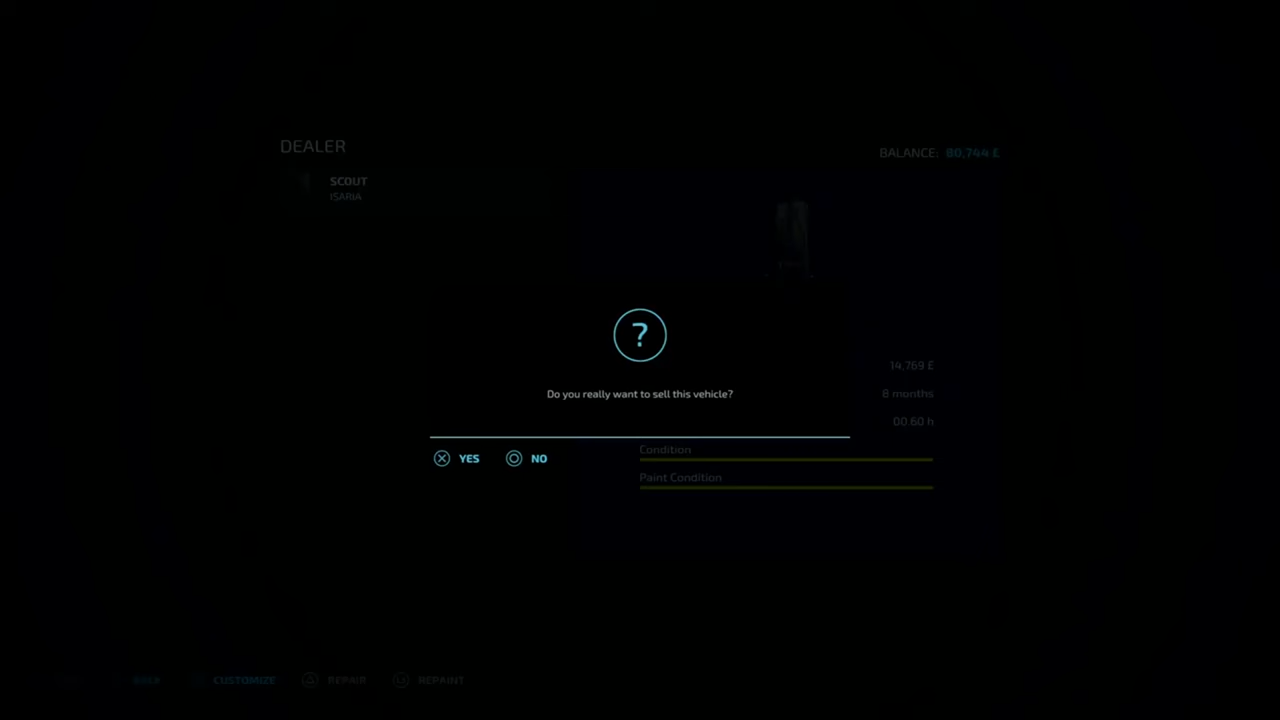 DEALER
BALANCE: 80,744 £
SCOUT
ISARIA
?
Do you really want to sell this vehicle?
14,769 £
8 months
00.60 h
YES NO
Condition
Paint Condition
CUSTOMIZE REPAIR REPAINT